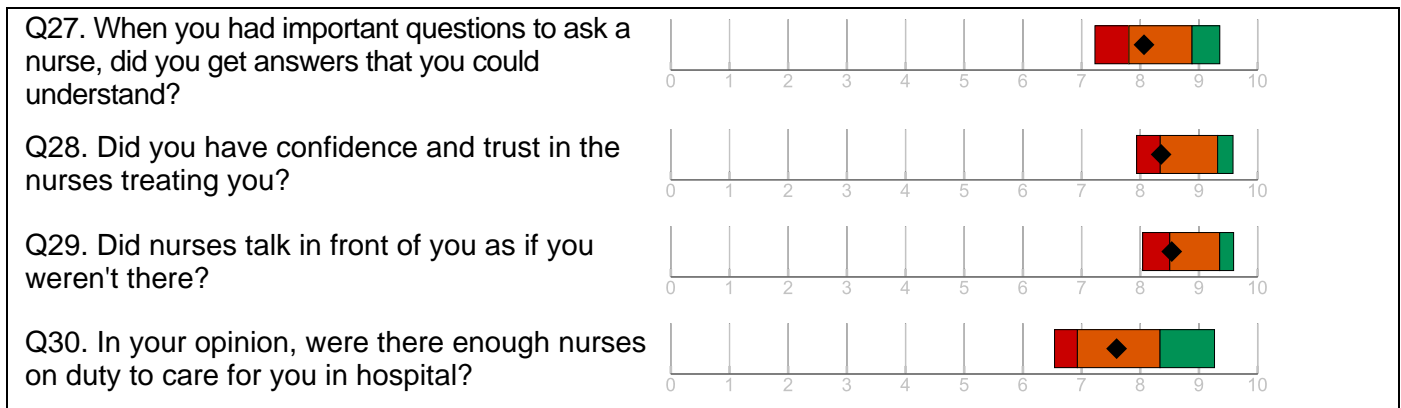 Q27. When you had important questions to ask a
nurse, did you get answers that you could
understand?
0 1 2 3 4 5 6 7 8 9 10
Q28. Did you have confidence and trust in the
nurses treating you?
0 1 2 3 4 5 6 7 8 9 10
Q29. Did nurses talk in front of you as if you
weren't there?
0 1 2 3 4 5 6 7 8 9 10
Q30. In your opinion, were there enough nurses
on duty to care for you in hospital?
0 1 2 3 4 5 6 7 8 9 10